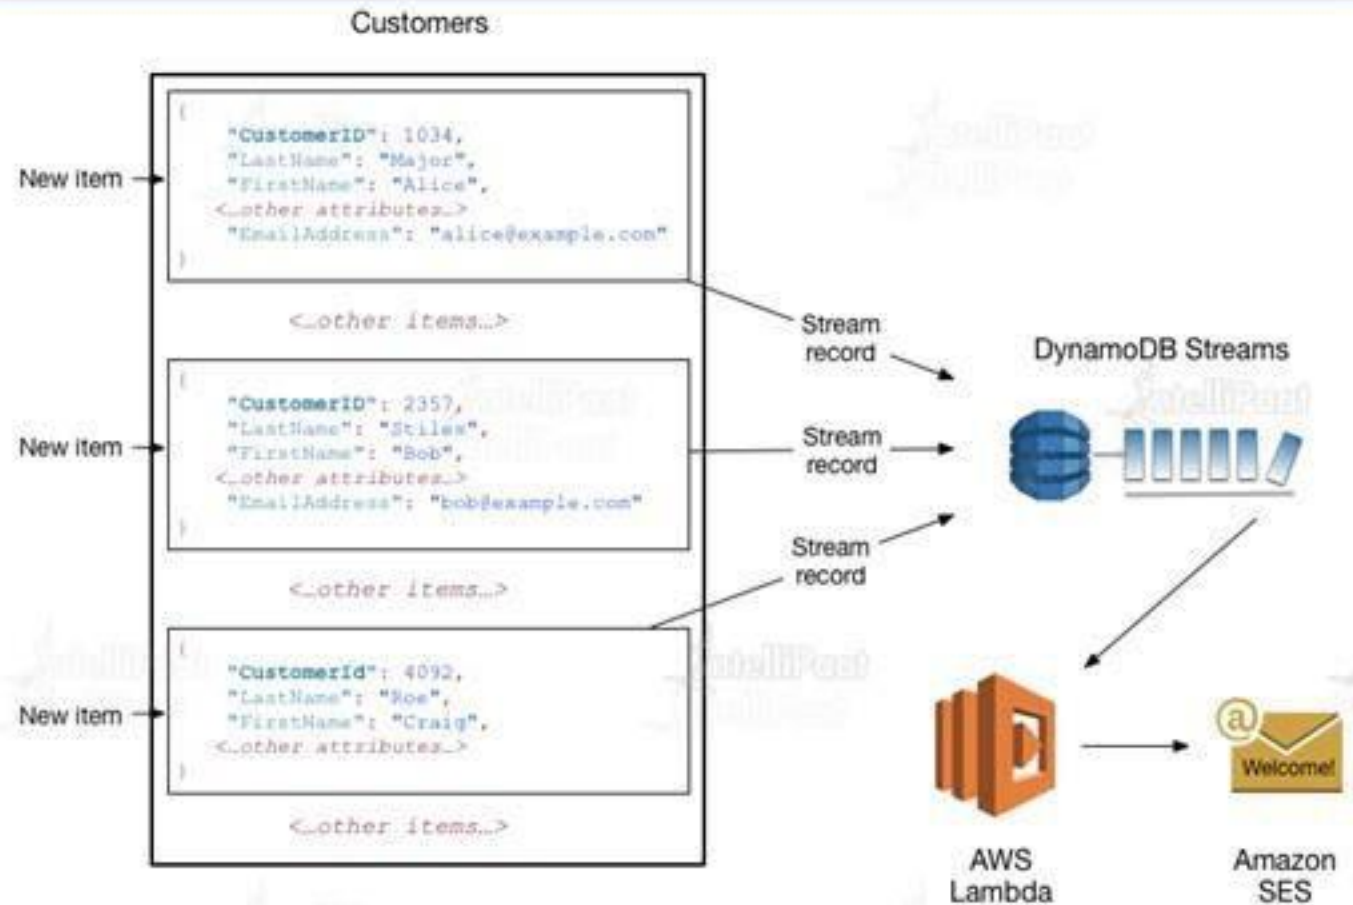 Customers
{
"CustomerID": 1034,
"LastName": "Major",
"FirstName": "Alice",
<…other attributes…>
"EmailAddress": "alice@example.com"
}
New item
<…other items…>
{
"CustomerID": 2357,
"LastName": "Stiles",
"FirstName": "Bob",
<…other attributes…>
"EmailAddress": "bob@example.com"
}
New item
<…other items…>
{
"CustomerId": 4092,
"LastName": "Roe",
"FirstName": "Craig",
<…other attributes…>
}
New item
<…other items…>
Stream
record
Stream
record
Stream
record
DynamoDB Streams
AWS
Lambda
@
Welcome!
Amazon
SES